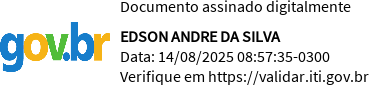 Documento assinado digitalmente
gov.br
EDSON ANDRE DA SILVA
Data: 14/08/2025 08:57:35-0300
Verifique em https://validar.iti.gov.br